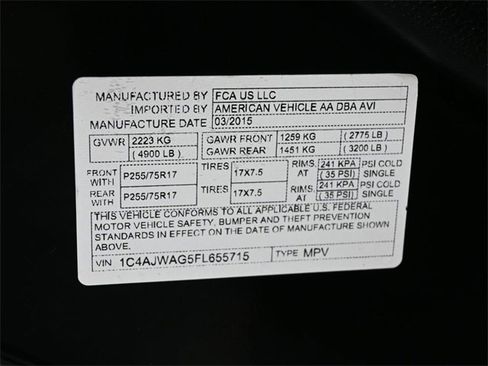 MANUFACTURED BY FCA US LLC
IMPORTED BY AMERICAN VEHICLE AA DBA AVI
MANUFACTURE DATE 03/2015
GVWR 2223 KG GAWR FRONT 1259 KG ( 2775 LB)
( 4900 LB ) GAWR REAR 1451 KG ( 3200 LB)
FRONT WITH P255/75R17 TIRES 17X7.5 RIMS. AT 241 KPA ( 35 PSI) PSI COLD SINGLE
REAR WITH P255/75R17 TIRES 17X7.5 RIMS. AT 241 KPA ( 35 PSI) PSI COLD SINGLE
THIS VEHICLE CONFORMS TO ALL APPLICABLE U.S. FEDERAL
MOTOR VEHICLE SAFETY, BUMPER AND THEFT PREVENTION
STANDARDS IN EFFECT ON THE DATE OF MANUFACTURE SHOWN
ABOVE.
VIN 1C4AJWAG5FL655715 TYPE MPV